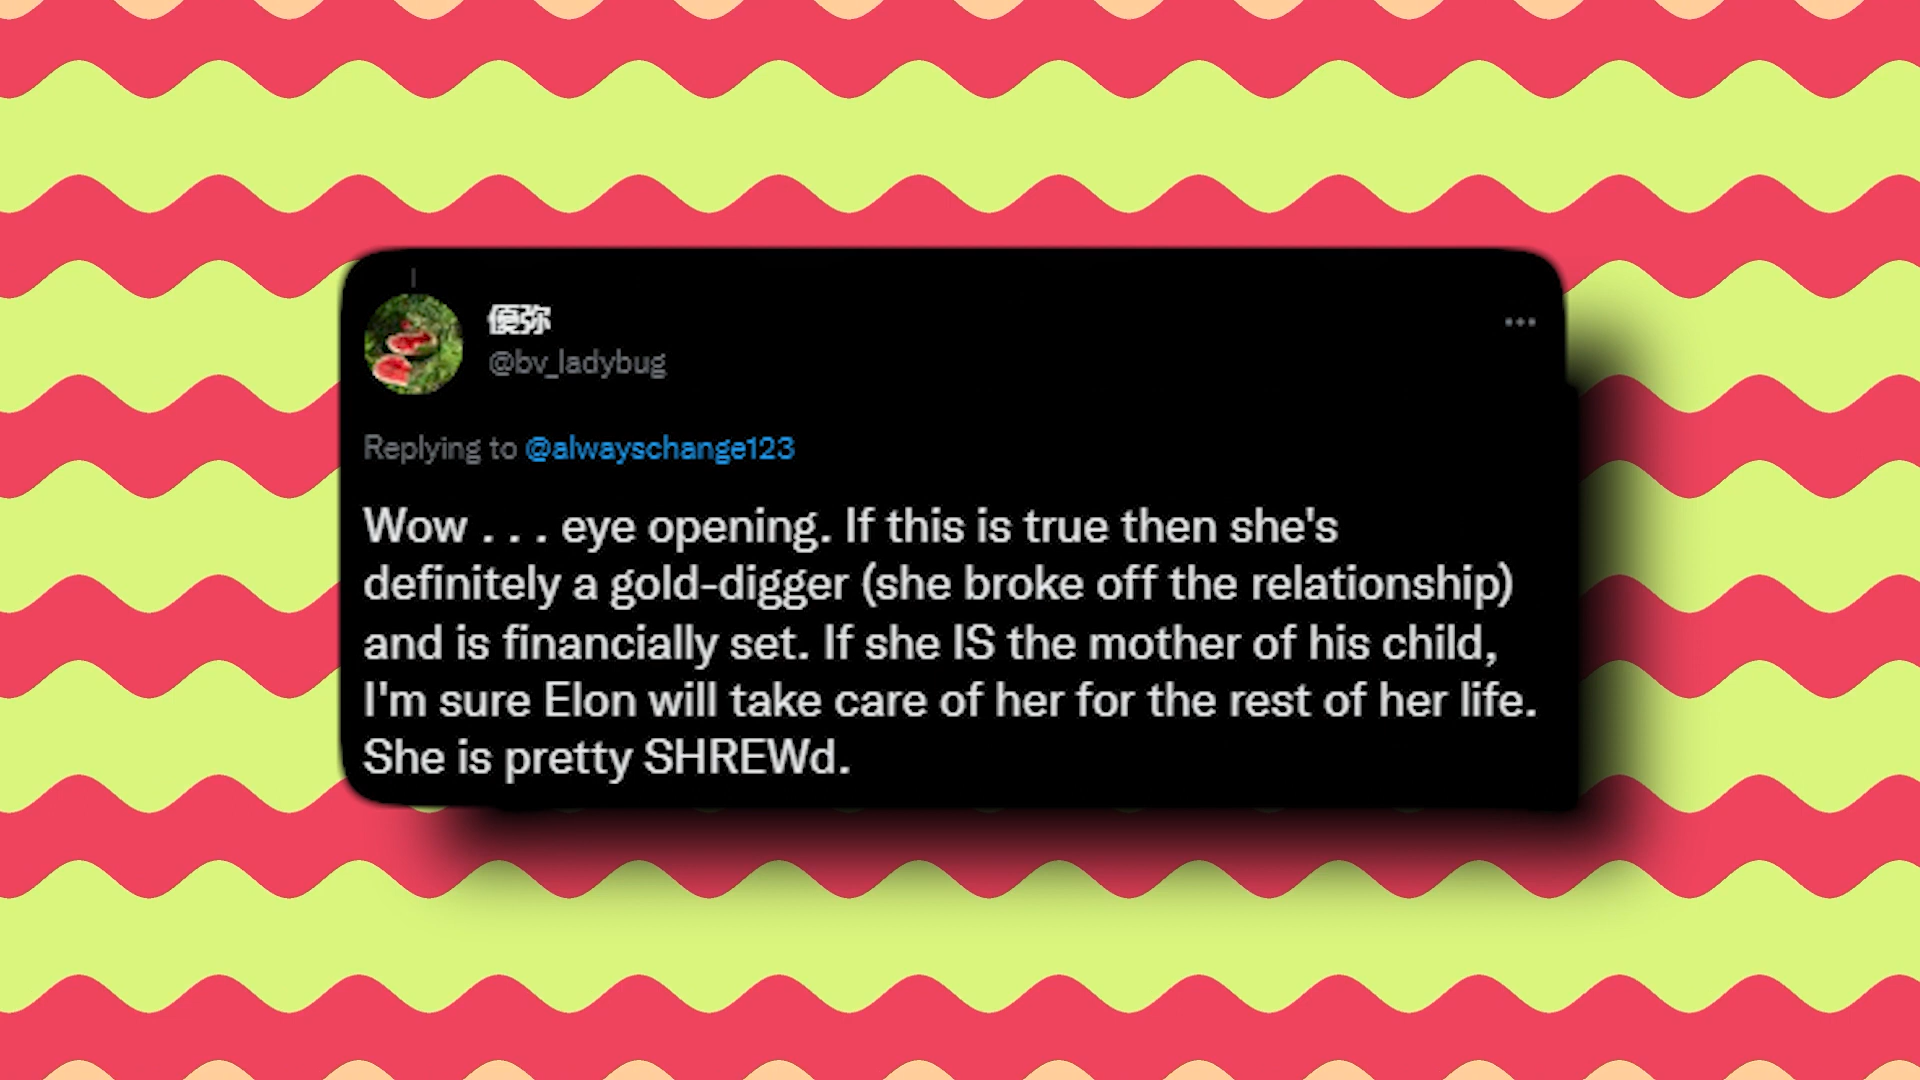 優弥
@bv_ladybug
Replying to @alwayschange123
Wow . . . eye opening. If this is true then she's
definitely a gold-digger (she broke off the relationship)
and is financially set. If she IS the mother of his child,
I'm sure Elon will take care of her for the rest of her life.
She is pretty SHREWd.